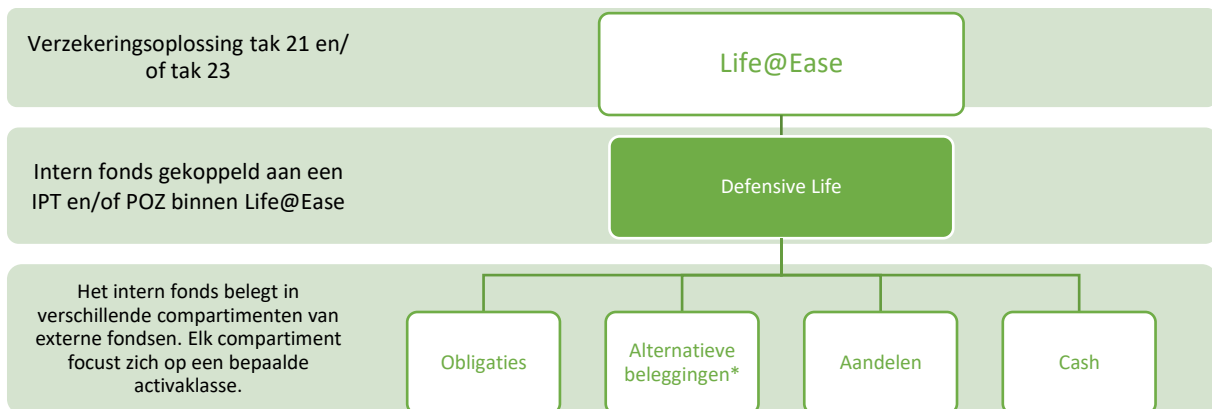 Verzekeringsoplossing tak 21 en/
of tak 23
Life@Ease
Intern fonds gekoppeld aan een
IPT en/of POZ binnen Life@Ease
Defensive Life
Het intern fonds belegt in
verschillende compartimenten van
externe fondsen. Elk compartiment
focust zich op een bepaalde
activaklasse.
Obligaties
Alternatieve
beleggingen*
Aandelen
Cash